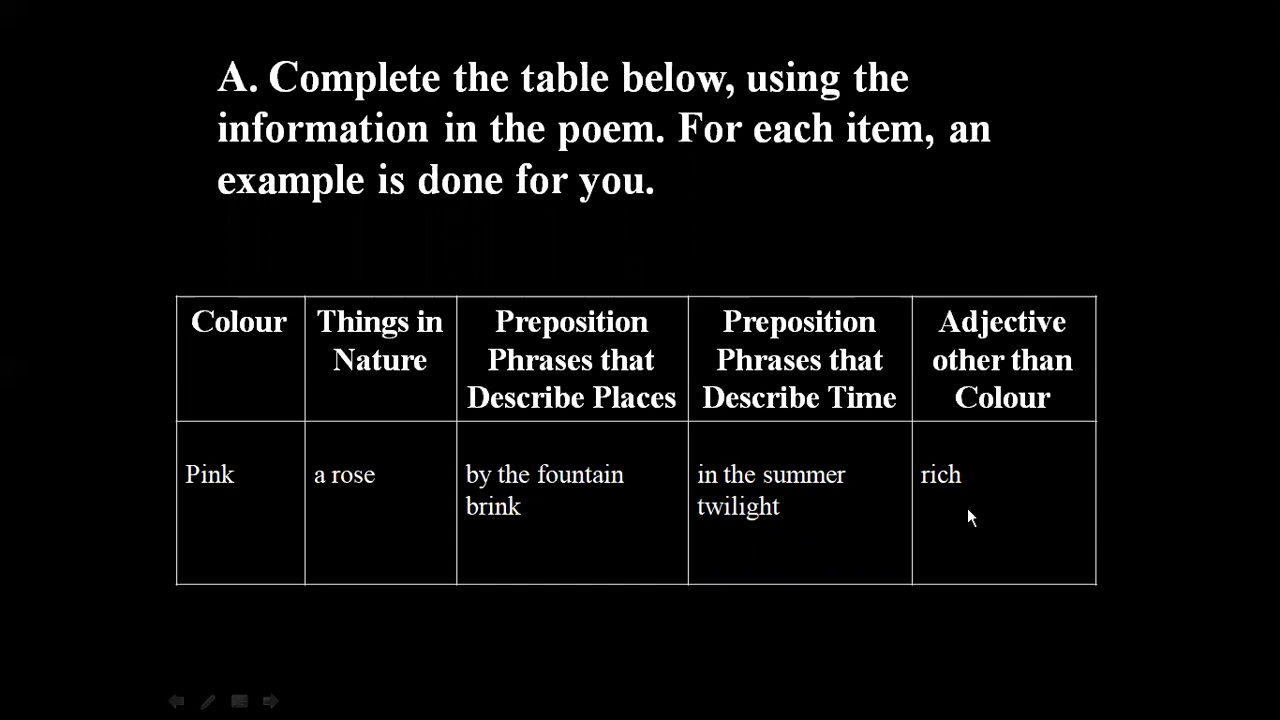 A. Complete the table below, using the
information in the poem. For each item, an
example is done for you.
Colour
Things in
Nature
Preposition
Phrases that
Describe Places
Preposition
Phrases that
Describe Time
Adjective
other than
Colour
Pink
a rose
by the fountain
brink
in the summer
twilight
rich